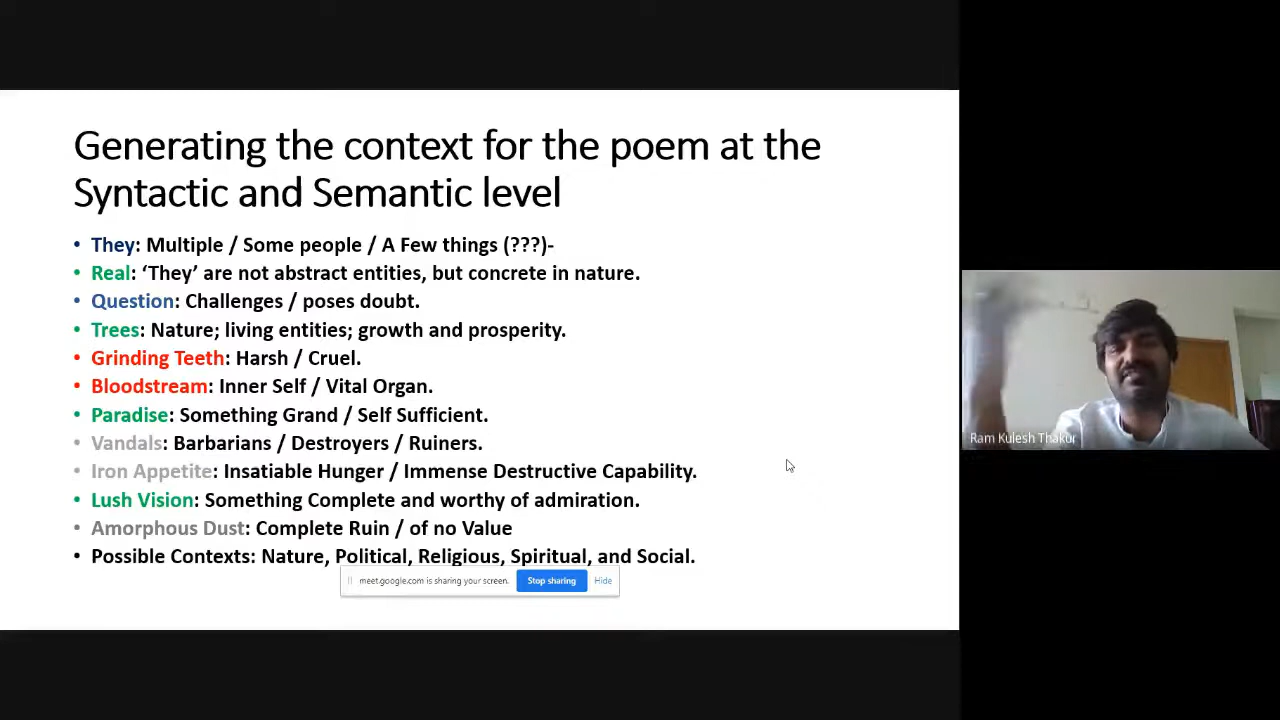 Generating the context for the poem at the
Syntactic and Semantic level
• They: Multiple / Some people / A Few things (???)-
• Real: ‘They’ are not abstract entities, but concrete in nature.
• Question: Challenges / poses doubt.
• Trees: Nature; living entities; growth and prosperity.
• Grinding Teeth: Harsh / Cruel.
• Bloodstream: Inner Self / Vital Organ.
• Paradise: Something Grand / Self Sufficient.
• Vandals: Barbarians / Destroyers / Ruiners.
• Iron Appetite: Insatiable Hunger / Immense Destructive Capability.
• Lush Vision: Something Complete and worthy of admiration.
• Amorphous Dust: Complete Ruin / of no Value
• Possible Contexts: Nature, Political, Religious, Spiritual, and Social.
meet.google.com is sharing your screen. Stop sharing Hide
Ram Kulesh Thakur